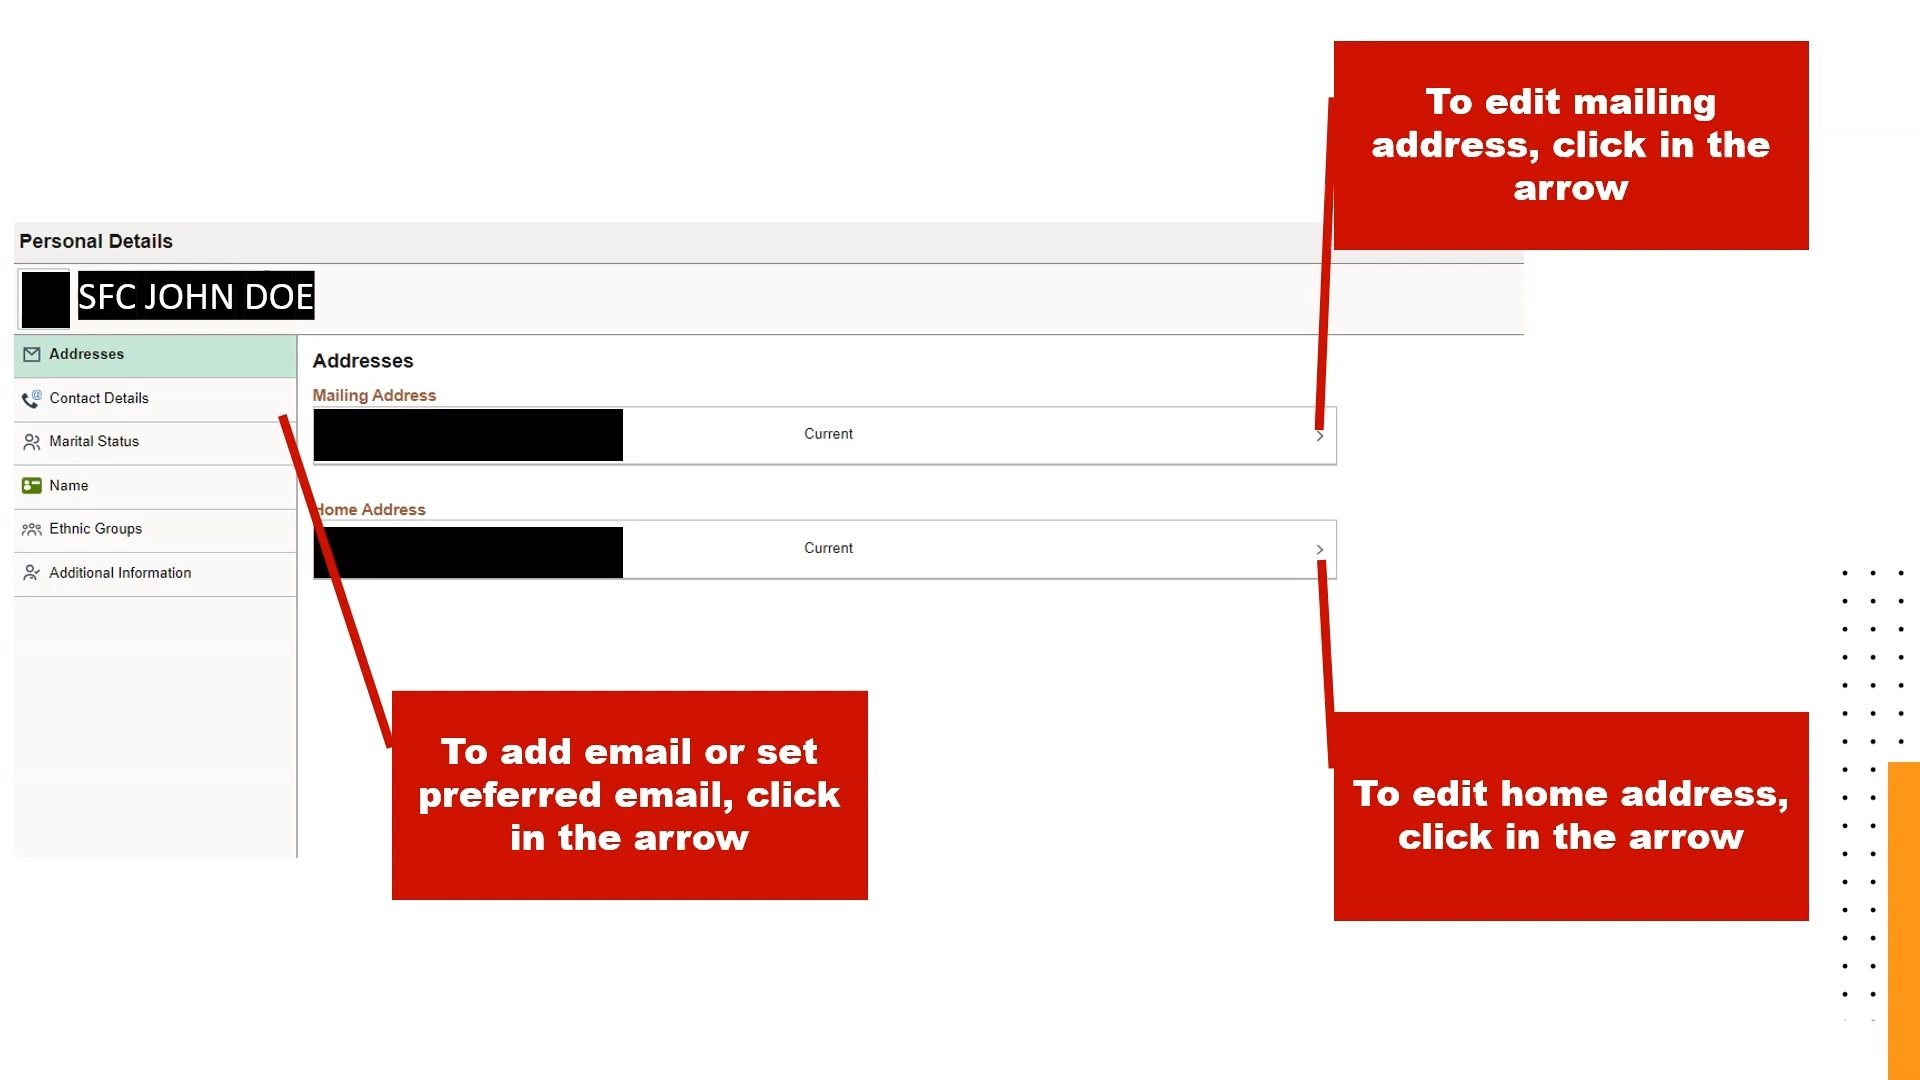 To edit mailing
address, click in the
arrow
Personal Details
SFC JOHN DOE
Addresses
Contact Details
Marital Status
Name
Ethnic Groups
Additional Information
Addresses
Mailing Address
Current
Home Address
Current
To add email or set
preferred email, click
in the arrow
To edit home address,
click in the arrow